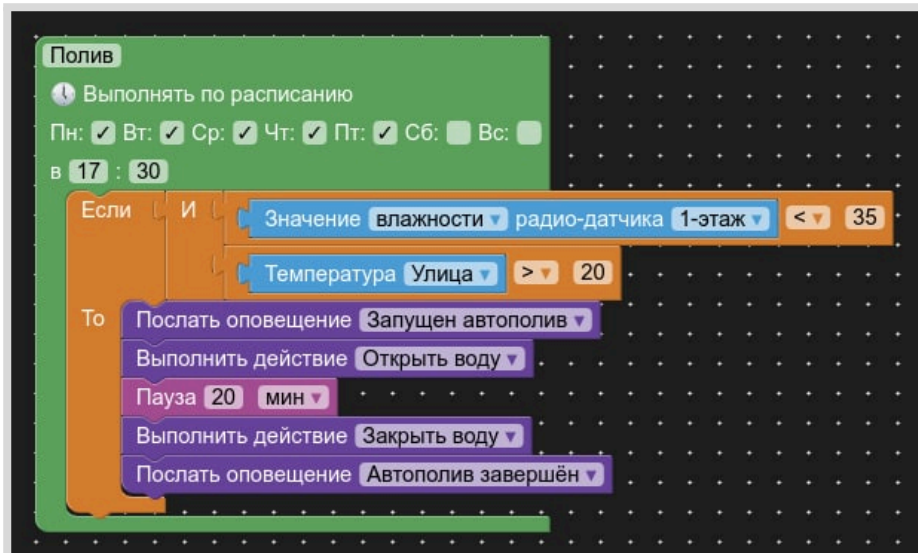 Полив
Выполнять по расписанию
Пн: Вт: Ср: Чт: Пт: Сб: Вс:
в 17 : 30
Если И Значение влажности радио-датчика 1-этаж < 35
Температура Улица > 20
То Послать оповещение Запущен автополив
Выполнить действие Открыть воду
Пауза 20 мин
Выполнить действие Закрыть воду
Послать оповещение Автополив завершён